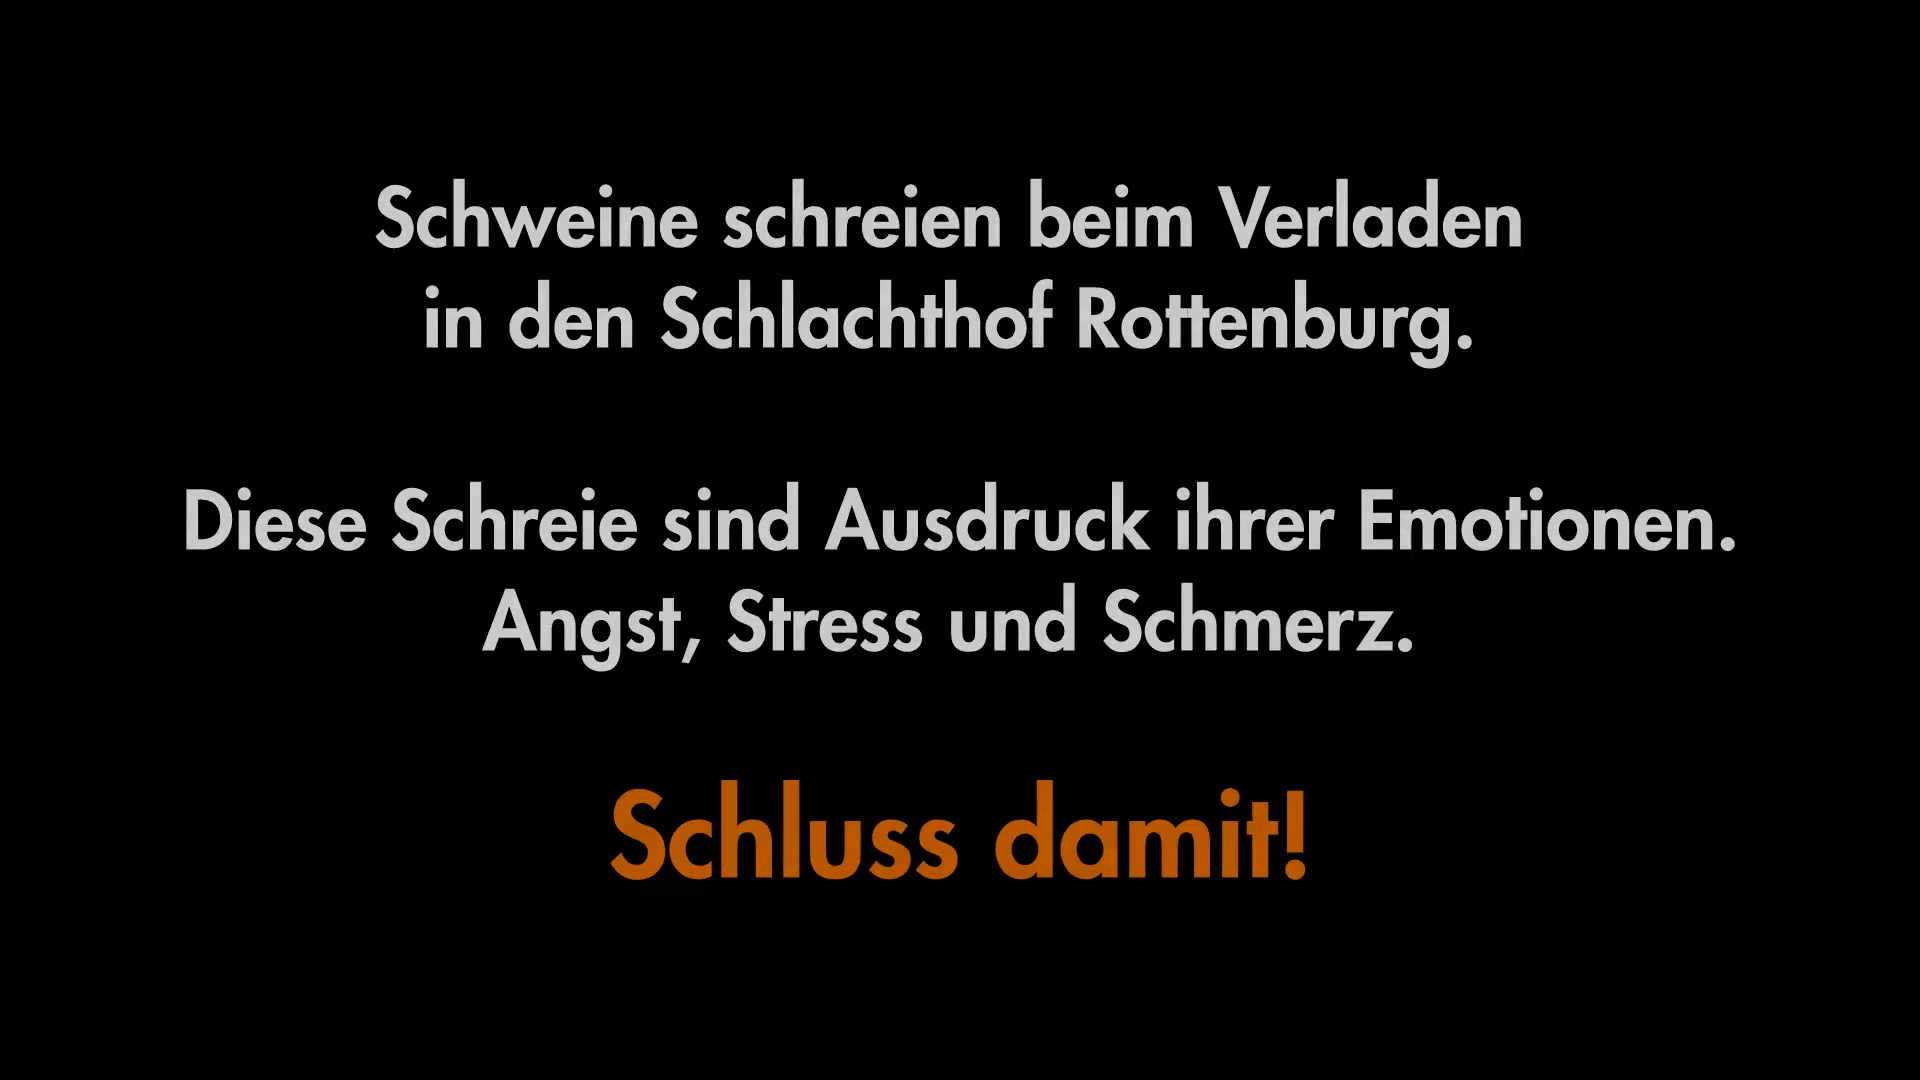 Schweine schreien beim Verladen
in den Schlachthof Rottenburg.
Diese Schreie sind Ausdruck ihrer Emotionen.
Angst, Stress und Schmerz.
Schluss damit!